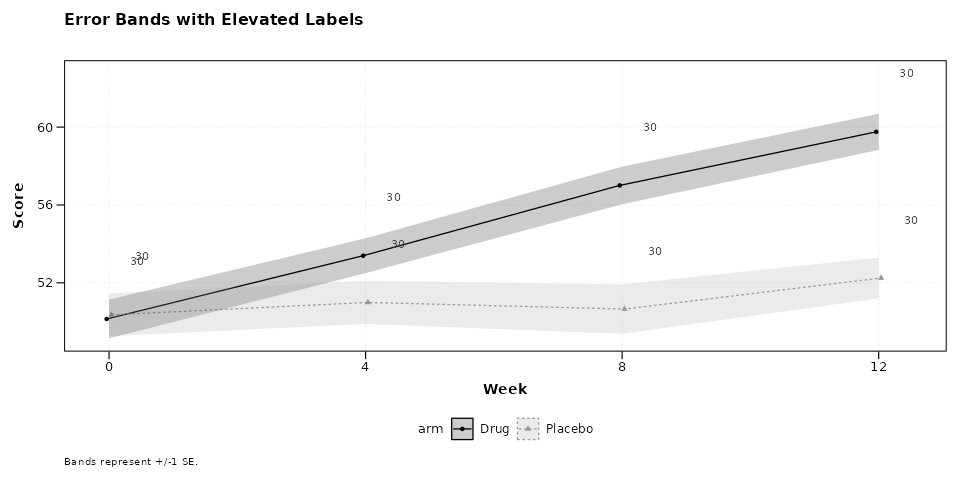 Error Bands with Elevated Labels
30
60
30
30
56
30
30
30
30
30
52
0 4 8 12
Score
Week
arm Drug Placebo
Bands represent +/-1 SE.